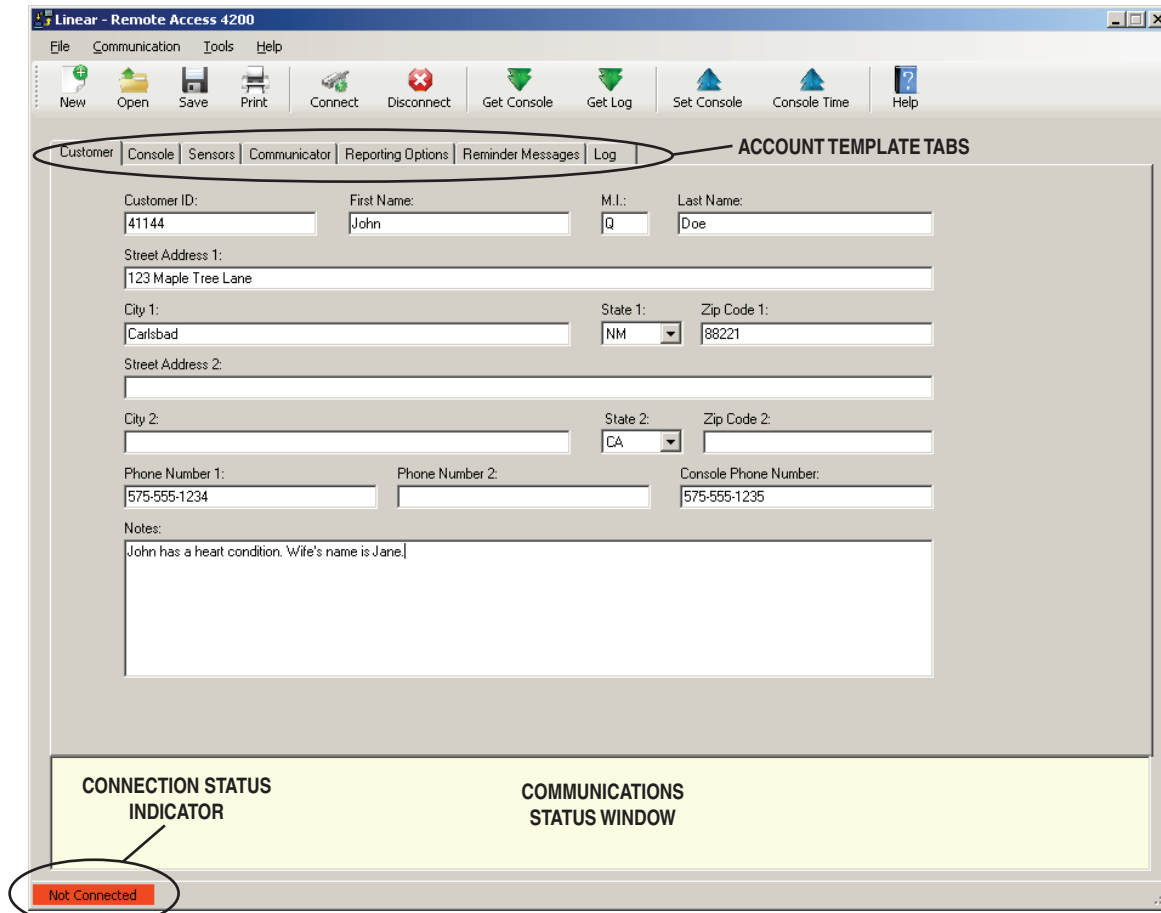 Linear - Remote Access 4200
File Communication Tools Help
New Open Save Print Connect Disconnect Get Console Get Log Set Console Console Time Help
Customer Console Sensors Communicator Reporting Options Reminder Messages Log
ACCOUNT TEMPLATE TABS
Customer ID: First Name: M.I.: Last Name:
41144 John Q Doe
Street Address 1:
123 Maple Tree Lane
City 1: State 1: Zip Code 1:
Carlsbad NM 88221
Street Address 2:
City 2: State 2: Zip Code 2:
CA
Phone Number 1: Phone Number 2: Console Phone Number:
575-555-1234 575-555-1235
Notes:
John has a heart condition. Wife's name is Jane.
CONNECTION STATUS
INDICATOR
COMMUNICATIONS
STATUS WINDOW
Not Connected